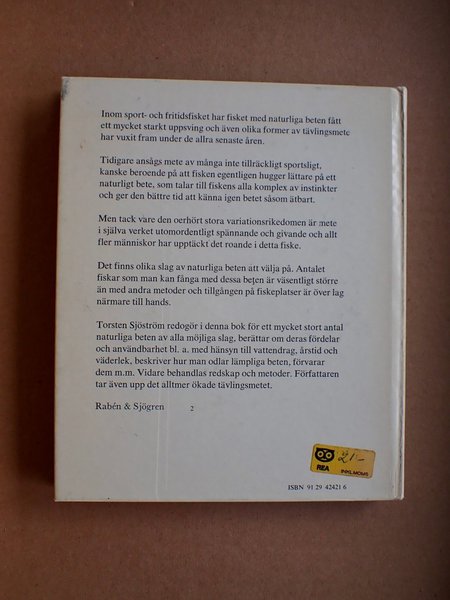 Inom sport- och fritidsfisket har fisket med naturliga beten fått
ett mycket starkt uppsving och även olika former av tävlingsmete
har vuxit fram under de allra senaste åren.
Tidigare ansågs mete av många inte tillräckligt sportsligt,
kanske beroende på att fisken egentligen hugger lättare på ett
naturligt bete, som talar till fiskens alla komplex av instinkter
och ger den bättre tid att känna igen betet såsom ätbart.
Men tack vare den oerhört stora variationsrikedomen är mete
i själva verket utomordentligt spännande och givande och allt
fler människor har upptäckt det roande i detta fiske.
Det finns olika slag av naturliga beten att välja på. Antalet
fiskar som man kan fånga med dessa beten är väsentligt större
än med andra metoder och tillgången på fiskeplatser är över lag
närmare till hands.
Torsten Sjöström redogör i denna bok för ett mycket stort antal
naturliga beten av alla möjliga slag, berättar om deras fördelar
och användbarhet bl. a. med hänsyn till vattendrag, årstid och
väderlek, beskriver hur man odlar lämpliga beten, förvarar
dem m.m. Vidare behandlas redskap och metoder. Författaren
tar även upp det alltmer ökade tävlingsmetet.
Rabén & Sjögren 2
21:-
REA INKL.MOMS
ISBN 91 29 42421 6